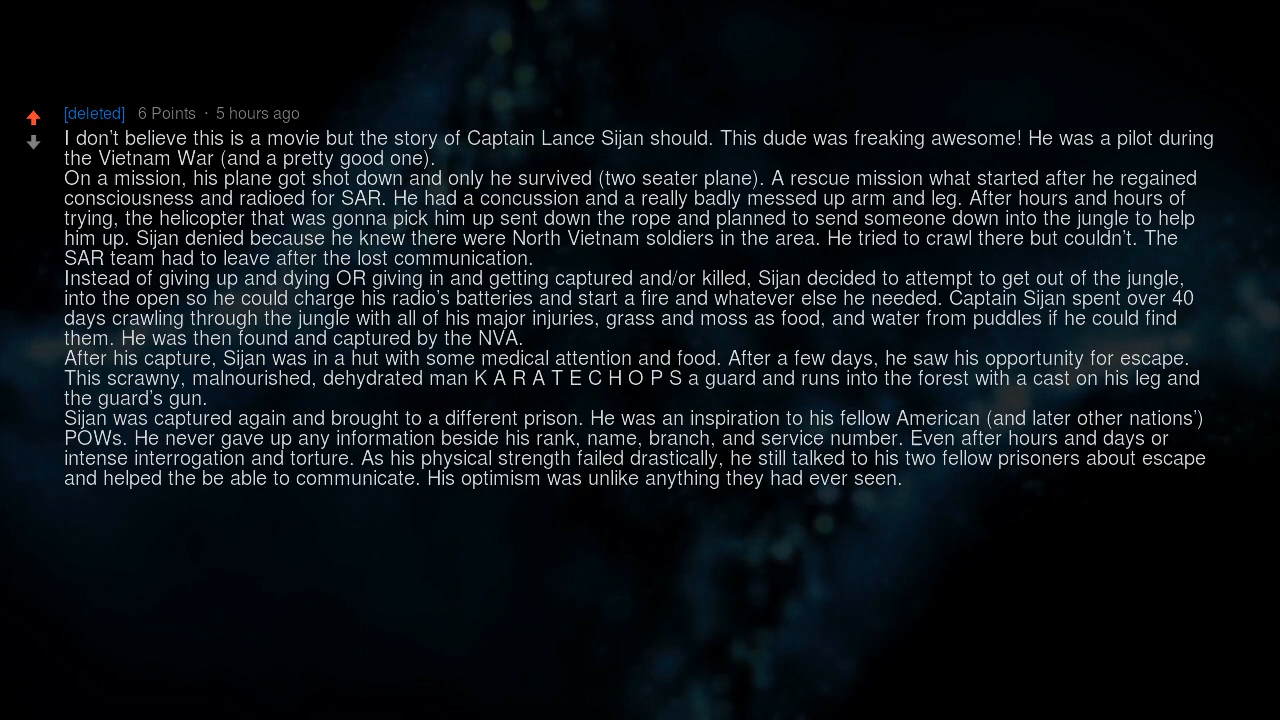 [deleted] 6 Points · 5 hours ago
I don't believe this is a movie but the story of Captain Lance Sijan should. This dude was freaking awesome! He was a pilot during
the Vietnam War (and a pretty good one).
On a mission, his plane got shot down and only he survived (two seater plane). A rescue mission what started after he regained
consciousness and radioed for SAR. He had a concussion and a really badly messed up arm and leg. After hours and hours of
trying, the helicopter that was gonna pick him up sent down the rope and planned to send someone down into the jungle to help
him up. Sijan denied because he knew there were North Vietnam soldiers in the area. He tried to crawl there but couldn't. The
SAR team had to leave after the lost communication.
Instead of giving up and dying OR giving in and getting captured and/or killed, Sijan decided to attempt to get out of the jungle,
into the open so he could charge his radio's batteries and start a fire and whatever else he needed. Captain Sijan spent over 40
days crawling through the jungle with all of his major injuries, grass and moss as food, and water from puddles if he could find
them. He was then found and captured by the NVA.
After his capture, Sijan was in a hut with some medical attention and food. After a few days, he saw his opportunity for escape.
This scrawny, malnourished, dehydrated man K A R A T E C H O P S a guard and runs into the forest with a cast on his leg and
the guard's gun.
Sijan was captured again and brought to a different prison. He was an inspiration to his fellow American (and later other nations')
POWs. He never gave up any information beside his rank, name, branch, and service number. Even after hours and days or
intense interrogation and torture. As his physical strength failed drastically, he still talked to his two fellow prisoners about escape
and helped the be able to communicate. His optimism was unlike anything they had ever seen.